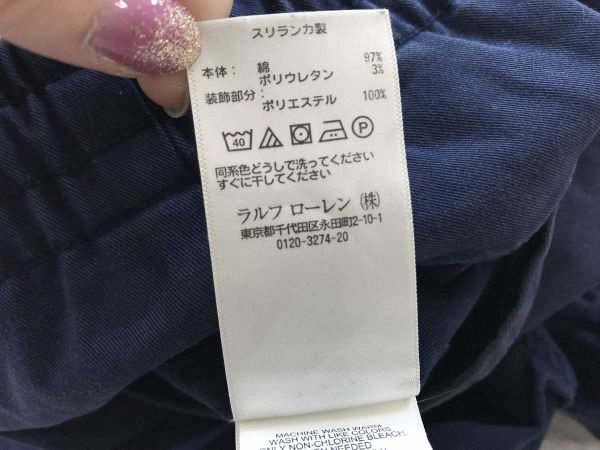 スリランカ製
本体: 綿 97%
ポリウレタン 3%
装飾部分: ポリエステル 100%
40 P
同系色どうしで洗ってください
すぐに干してください
ラルフ ローレン (株)
東京都千代田区永田町2-10-1
0120-3274-20
MACHINE WASH WARM
WASH WITH LIKE COLORS
ONLY NON-CHLORINE BLEACH
WHEN NEEDED